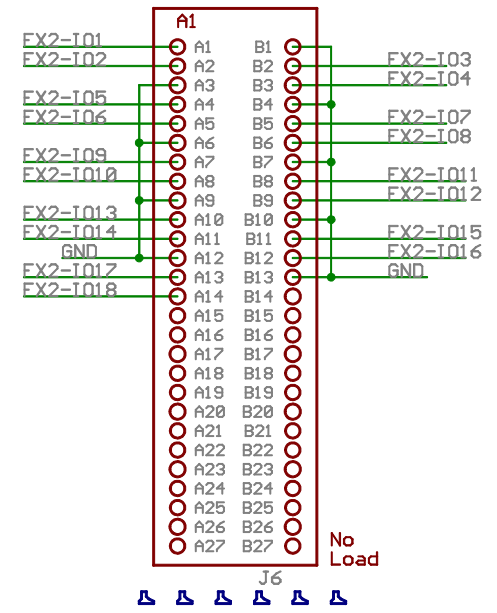 A1
FX2-IO1 A1 B1
FX2-IO2 A2 B2 FX2-IO3
A3 B3 FX2-IO4
FX2-IO5 A4 B4
FX2-IO6 A5 B5 FX2-IO7
A6 B6 FX2-IO8
FX2-IO9 A7 B7
FX2-IO10 A8 B8 FX2-IO11
A9 B9 FX2-IO12
FX2-IO13 A10 B10
FX2-IO14 A11 B11 FX2-IO15
GND A12 B12 FX2-IO16
FX2-IO17 A13 B13 GND
FX2-IO18 A14 B14
A15 B15
A16 B16
A17 B17
A18 B18
A19 B19
A20 B20
A21 B21
A22 B22
A23 B23
A24 B24
A25 B25
A26 B26
A27 B27
No
Load
J6